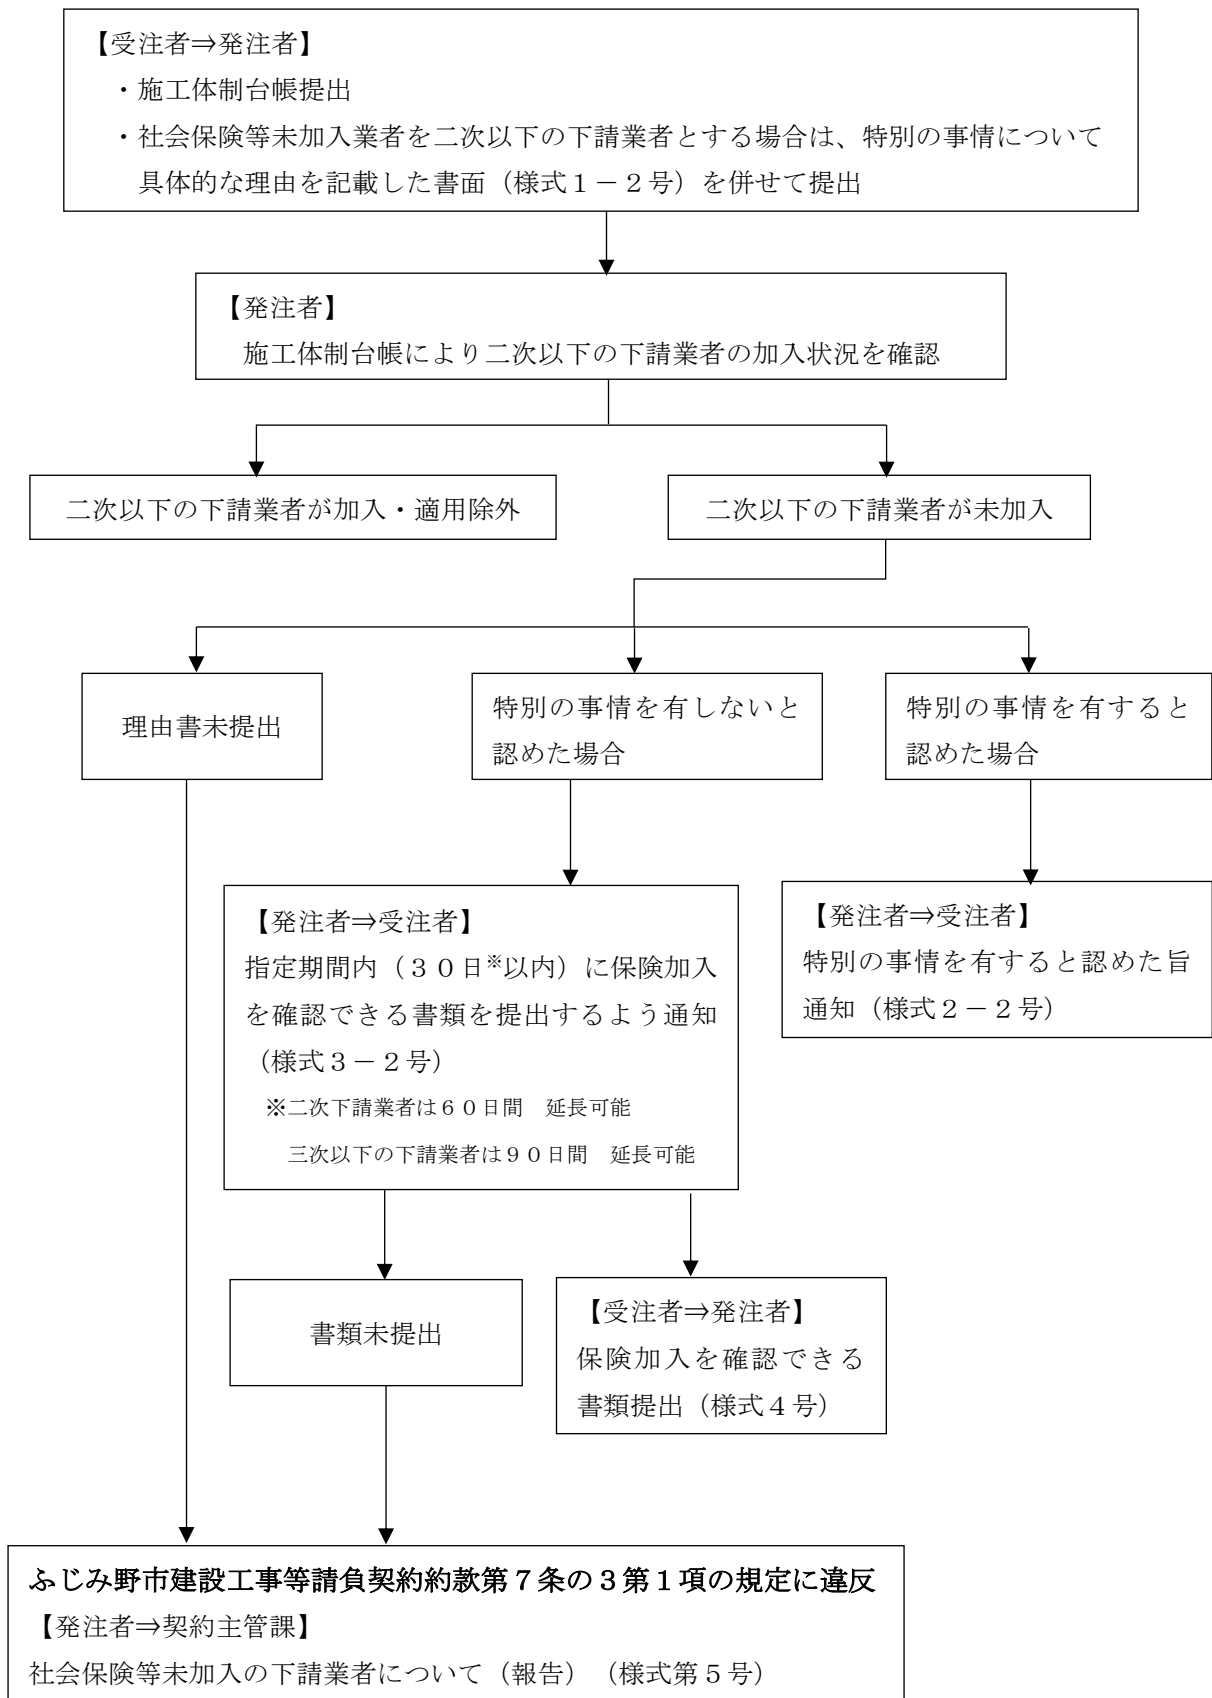 【受注者⇒発注者】
・施工体制台帳提出
・社会保険等未加入業者を二次以下の下請業者とする場合は、特別の事情について
具体的な理由を記載した書面（様式１－２号）を併せて提出
【発注者】
施工体制台帳により二次以下の下請業者の加入状況を確認
二次以下の下請業者が加入・適用除外
二次以下の下請業者が未加入
理由書未提出
特別の事情を有しないと
認めた場合
特別の事情を有すると
認めた場合
【発注者⇒受注者】
指定期間内（３０日※以内）に保険加入
を確認できる書類を提出するよう通知
（様式３－２号）
※二次下請業者は６０日間　延長可能
三次以下の下請業者は９０日間　延長可能
【発注者⇒受注者】
特別の事情を有すると認めた旨
通知（様式２－２号）
書類未提出
【受注者⇒発注者】
保険加入を確認できる
書類提出（様式４号）
ふじみ野市建設工事等請負契約約款第７条の３第１項の規定に違反
【発注者⇒契約主管課】
社会保険等未加入の下請業者について（報告）（様式第５号）